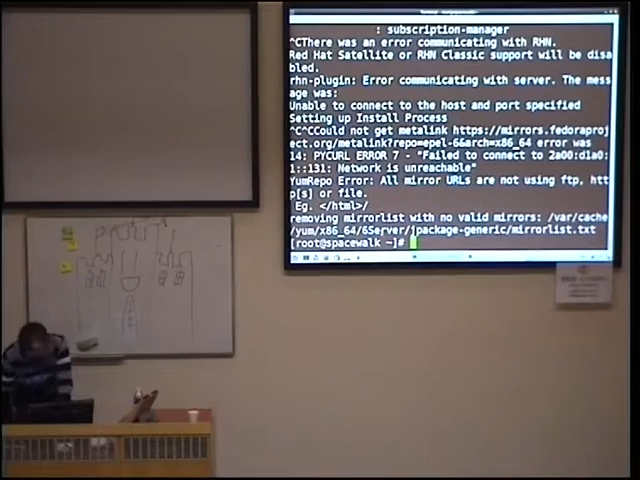 : subscription-manager
^CThere was an error communicating with RHN.
Red Hat Satellite or RHN Classic support will be disa
bled.
rhn-plugin: Error communicating with server. The mess
age was:
Unable to connect to the host and port specified
Setting up Install Process
^C^CCould not get metalink https://mirrors.fedoraproj
ect.org/metalink?repo=epel-6&arch=x86_64 error was
14: PYCURL ERROR 7 - "Failed to connect to 2a00:d1a0:
1::131: Network is unreachable"
YumRepo Error: All mirror URLs are not using ftp, htt
p[s] or file.
Eg. </html>/
removing mirrorlist with no valid mirrors: /var/cache
/yum/x86_64/6Server/jpackage-generic/mirrorlist.txt
[root@spacewalk ~]#